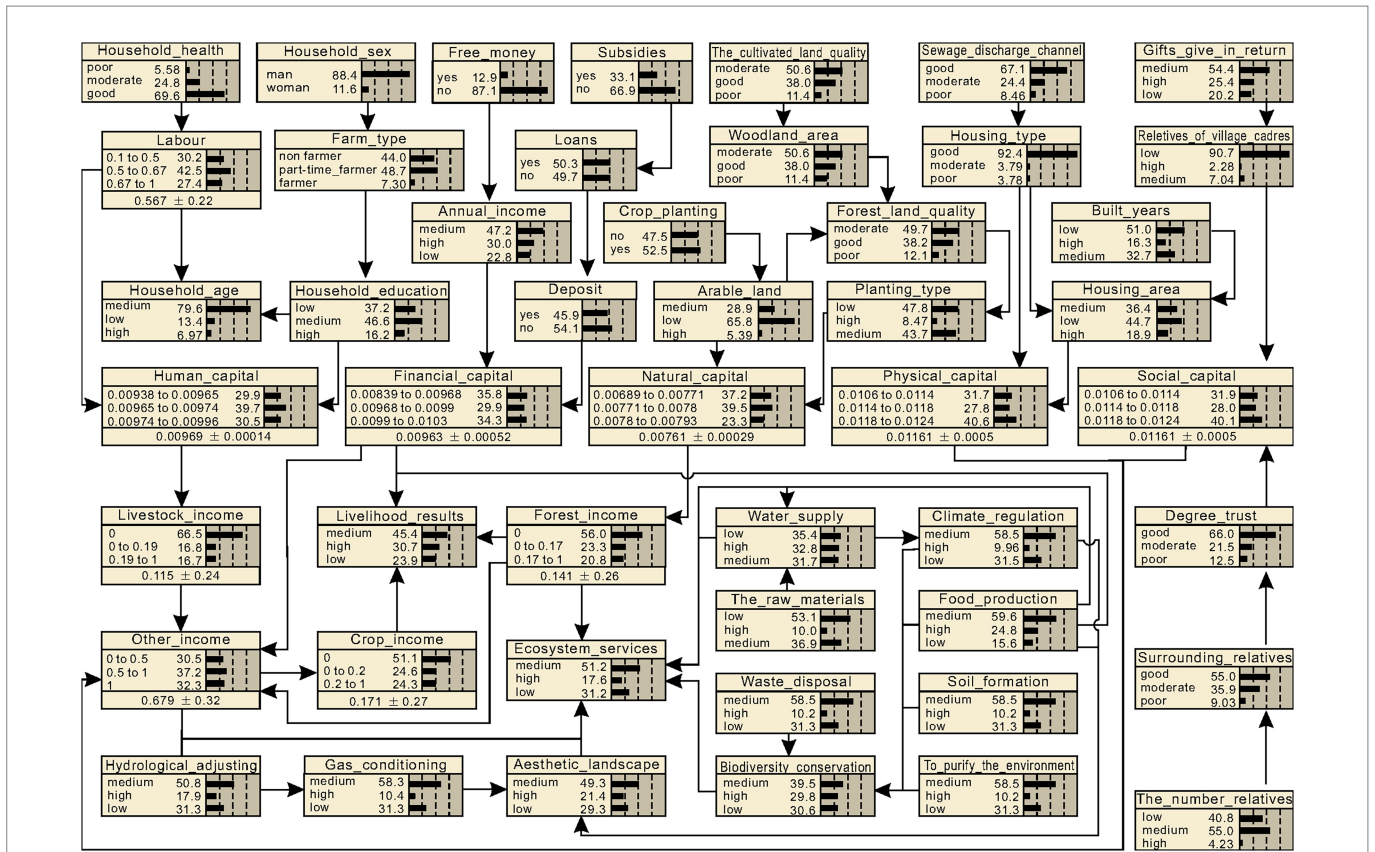 Household_health
poor 5.58
moderate 24.8
good 69.6
Household_sex
man 88.4
woman 11.6
Free_money
yes 12.9
no 87.1
Subsidies
yes 33.1
no 66.9
The_cultivated_land_quality
moderate 50.6
good 38.0
poor 11.4
Sewage_discharge_channel
good 67.1
moderate 24.4
poor 8.46
Gifts_give_in_return
medium 54.4
high 25.4
low 20.2
Labour
0.1 to 0.5 30.2
0.5 to 0.67 42.5
0.67 to 1 27.4
0.567 ± 0.22
Farm_type
non farmer 44.0
part-time_farmer 48.7
farmer 7.30
Loans
yes 50.3
no 49.7
Woodland_area
moderate 50.6
good 38.0
poor 11.4
Housing_type
good 92.4
moderate 3.79
poor 3.78
Reletives_of_village_cadres
low 90.7
high 2.28
medium 7.04
Annual_income
medium 47.2
high 30.0
low 22.8
Crop_planting
no 47.5
yes 52.5
Forest_land_quality
moderate 49.7
good 38.2
poor 12.1
Built_years
low 51.0
high 16.3
medium 32.7
Household_age
medium 79.6
low 13.4
high 6.97
Household_education
low 37.2
medium 46.6
high 16.2
Deposit
yes 45.9
no 54.1
Arable_land
medium 28.9
low 65.8
high 5.39
Planting_type
low 47.8
high 8.47
medium 43.7
Housing_area
medium 36.4
low 44.7
high 18.9
Human_capital
0.00938 to 0.00965 29.9
0.00965 to 0.00974 39.7
0.00974 to 0.00996 30.5
0.00969 ± 0.00014
Financial_capital
0.00839 to 0.00968 35.8
0.00968 to 0.0099 29.9
0.0099 to 0.0103 34.3
0.00963 ± 0.00052
Natural_capital
0.00689 to 0.00771 37.2
0.00771 to 0.0078 39.5
0.0078 to 0.00793 23.3
0.00761 ± 0.00029
Physical_capital
0.0106 to 0.0114 31.7
0.0114 to 0.0118 27.8
0.0118 to 0.0124 40.6
0.01161 ± 0.0005
Social_capital
0.0106 to 0.0114 31.9
0.0114 to 0.0118 28.0
0.0118 to 0.0124 40.1
0.01161 ± 0.0005
Livestock_income
0 66.5
0 to 0.19 16.8
0.19 to 1 16.7
0.115 ± 0.24
Livelihood_results
medium 45.4
high 30.7
low 23.9
Forest_income
0 56.0
0 to 0.17 23.3
0.17 to 1 20.8
0.141 ± 0.26
Water_supply
low 35.4
high 32.8
medium 31.7
Climate_regulation
medium 58.5
high 9.96
low 31.5
Degree_trust
good 66.0
moderate 21.5
poor 12.5
The_raw_materials
low 53.1
high 10.0
medium 36.9
Food_production
medium 59.6
high 24.8
low 15.6
Other_income
0 to 0.5 30.5
0.5 to 1 37.2
1 32.3
0.679 ± 0.32
Crop_income
0 51.1
0 to 0.2 24.6
0.2 to 1 24.3
0.171 ± 0.27
Ecosystem_services
medium 51.2
high 17.6
low 31.2
Surrounding_relatives
good 55.0
moderate 35.9
poor 9.03
Waste_disposal
medium 58.5
high 10.2
low 31.3
Soil_formation
medium 58.5
high 10.2
low 31.3
Hydrological_adjusting
medium 50.8
high 17.9
low 31.3
Gas_conditioning
medium 58.3
high 10.4
low 31.3
Aesthetic_landscape
medium 49.3
high 21.4
low 29.3
Biodiversity_conservation
medium 39.5
high 29.8
low 30.6
To_purify_the_environment
medium 58.5
high 10.2
low 31.3
The_number_relatives
low 40.8
medium 55.0
high 4.23